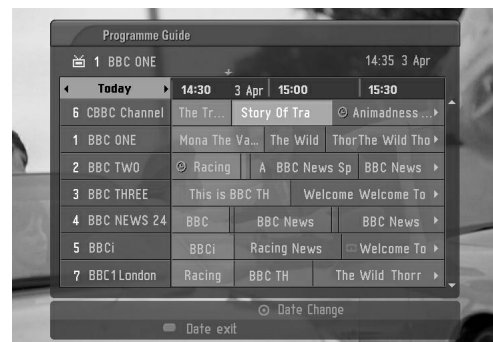 Programme Guide
1 BBC ONE 14:35 3 Apr
Today 14:30 3 Apr 15:00 15:30
6 CBBC Channel The Tr... Story Of Tra Animadness ...
1 BBC ONE Mona The Va... The Wild ThorThe Wild Tho
2 BBC TWO Racing A BBC News Sp BBC News
3 BBC THREE This is BBC TH Welcome Welcome To
4 BBC NEWS 24 BBC BBC News BBC News
5 BBCi BBCi Racing News Welcome To
7 BBC1 London Racing BBC TH The Wild Thorr
Date Change
Date exit